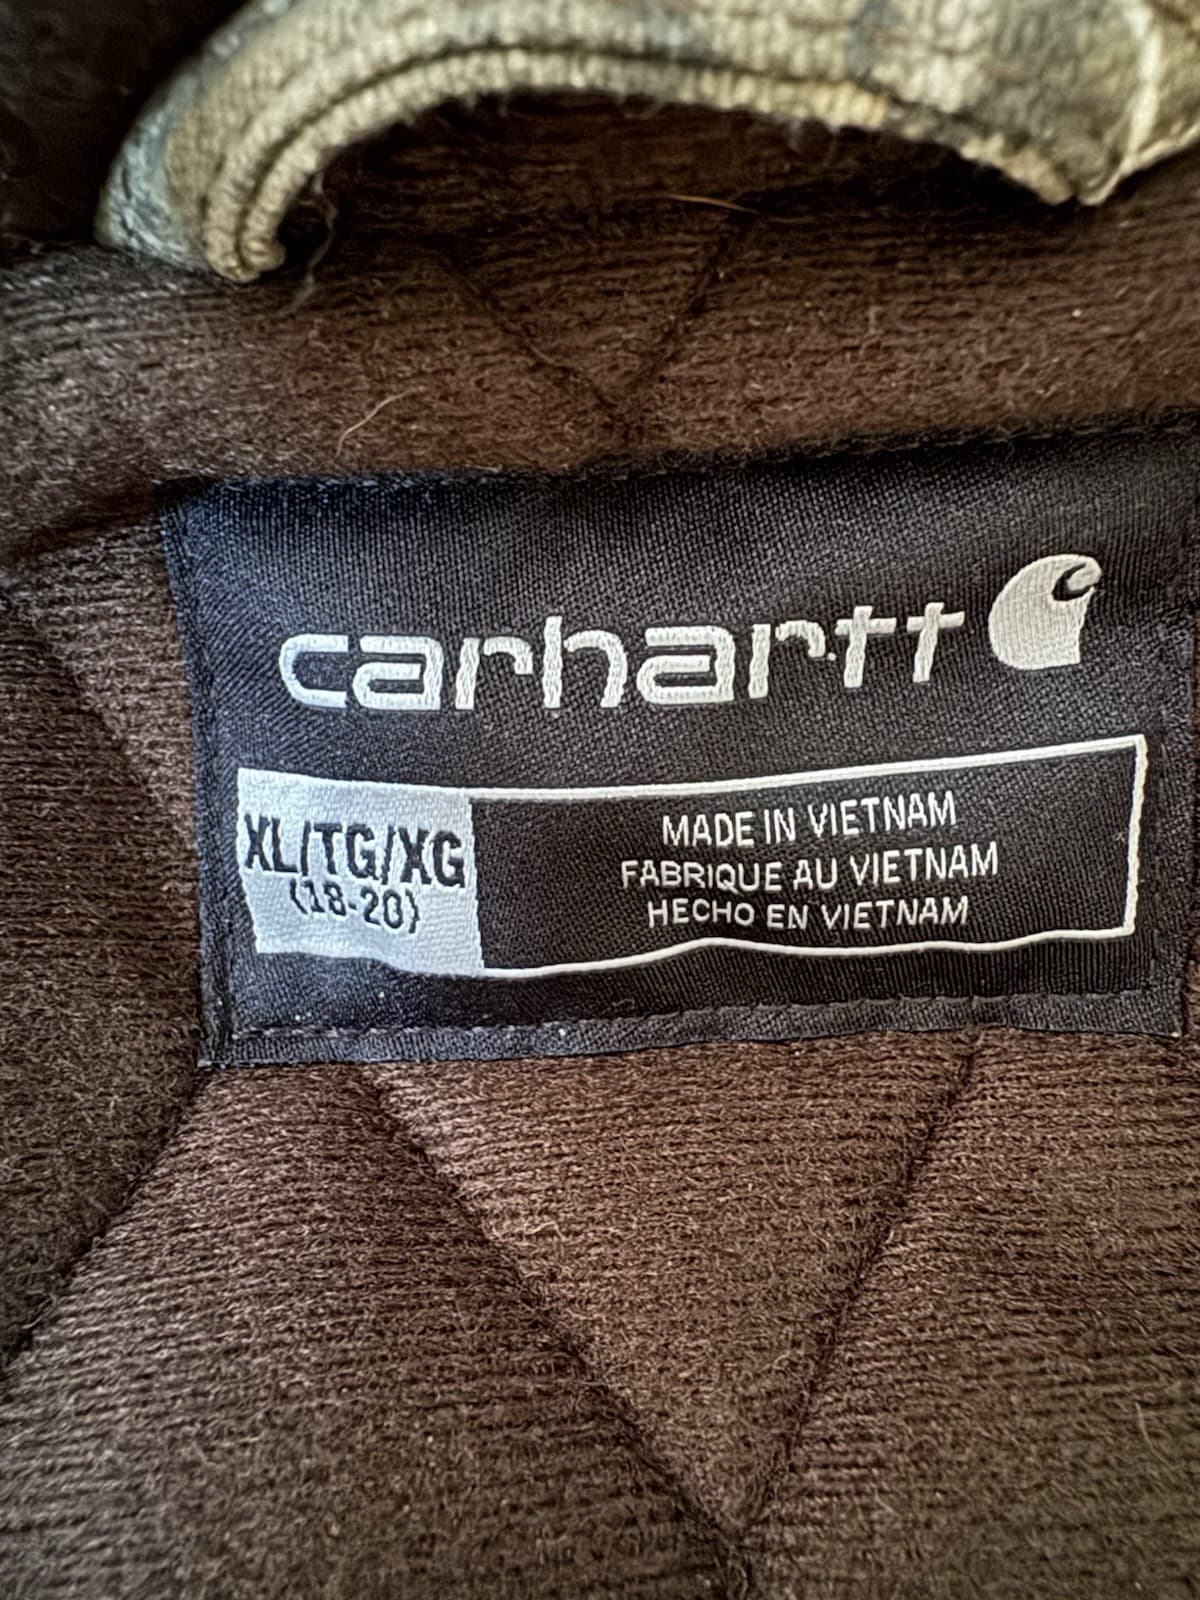 carhartt
XL/TG/XG
(18-20)
MADE IN VIETNAM
FABRIQUE AU VIETNAM
HECHO EN VIETNAM